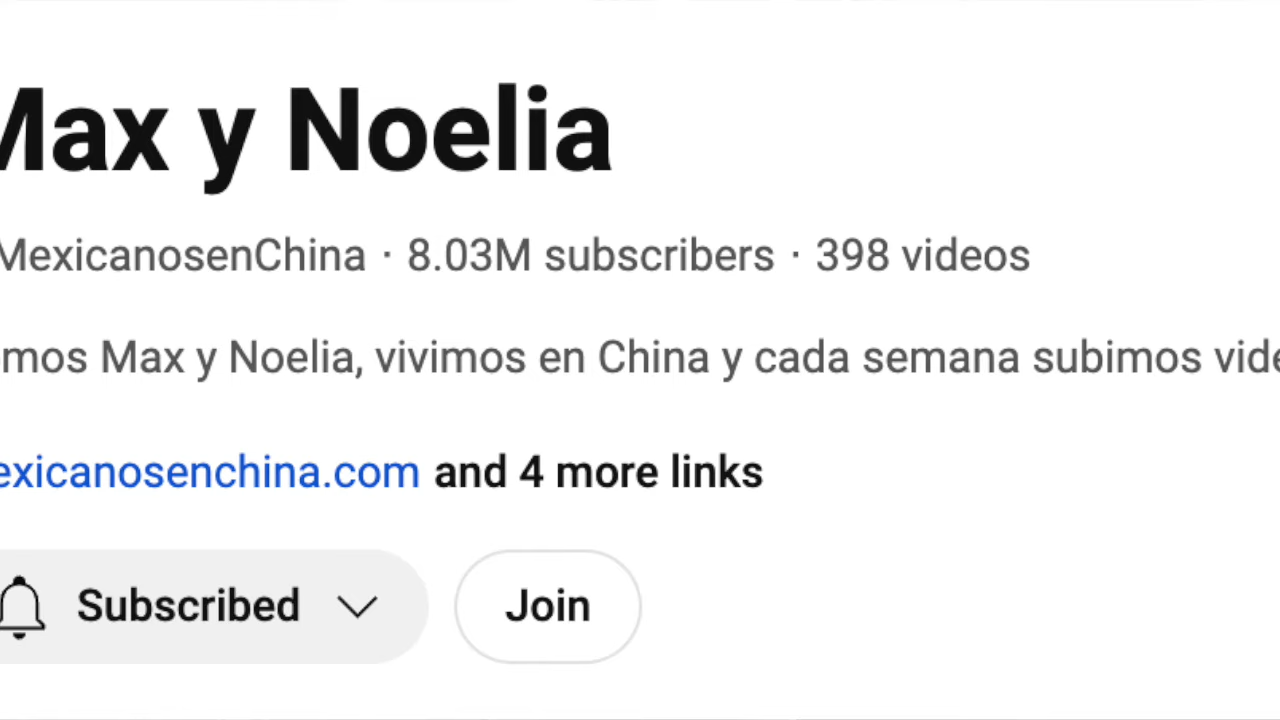 Max y Noelia
MexicanosenChina · 8.03M subscribers · 398 videos
mos Max y Noelia, vivimos en China y cada semana subimos vide
exicanosenchina.com and 4 more links
Subscribed
Join